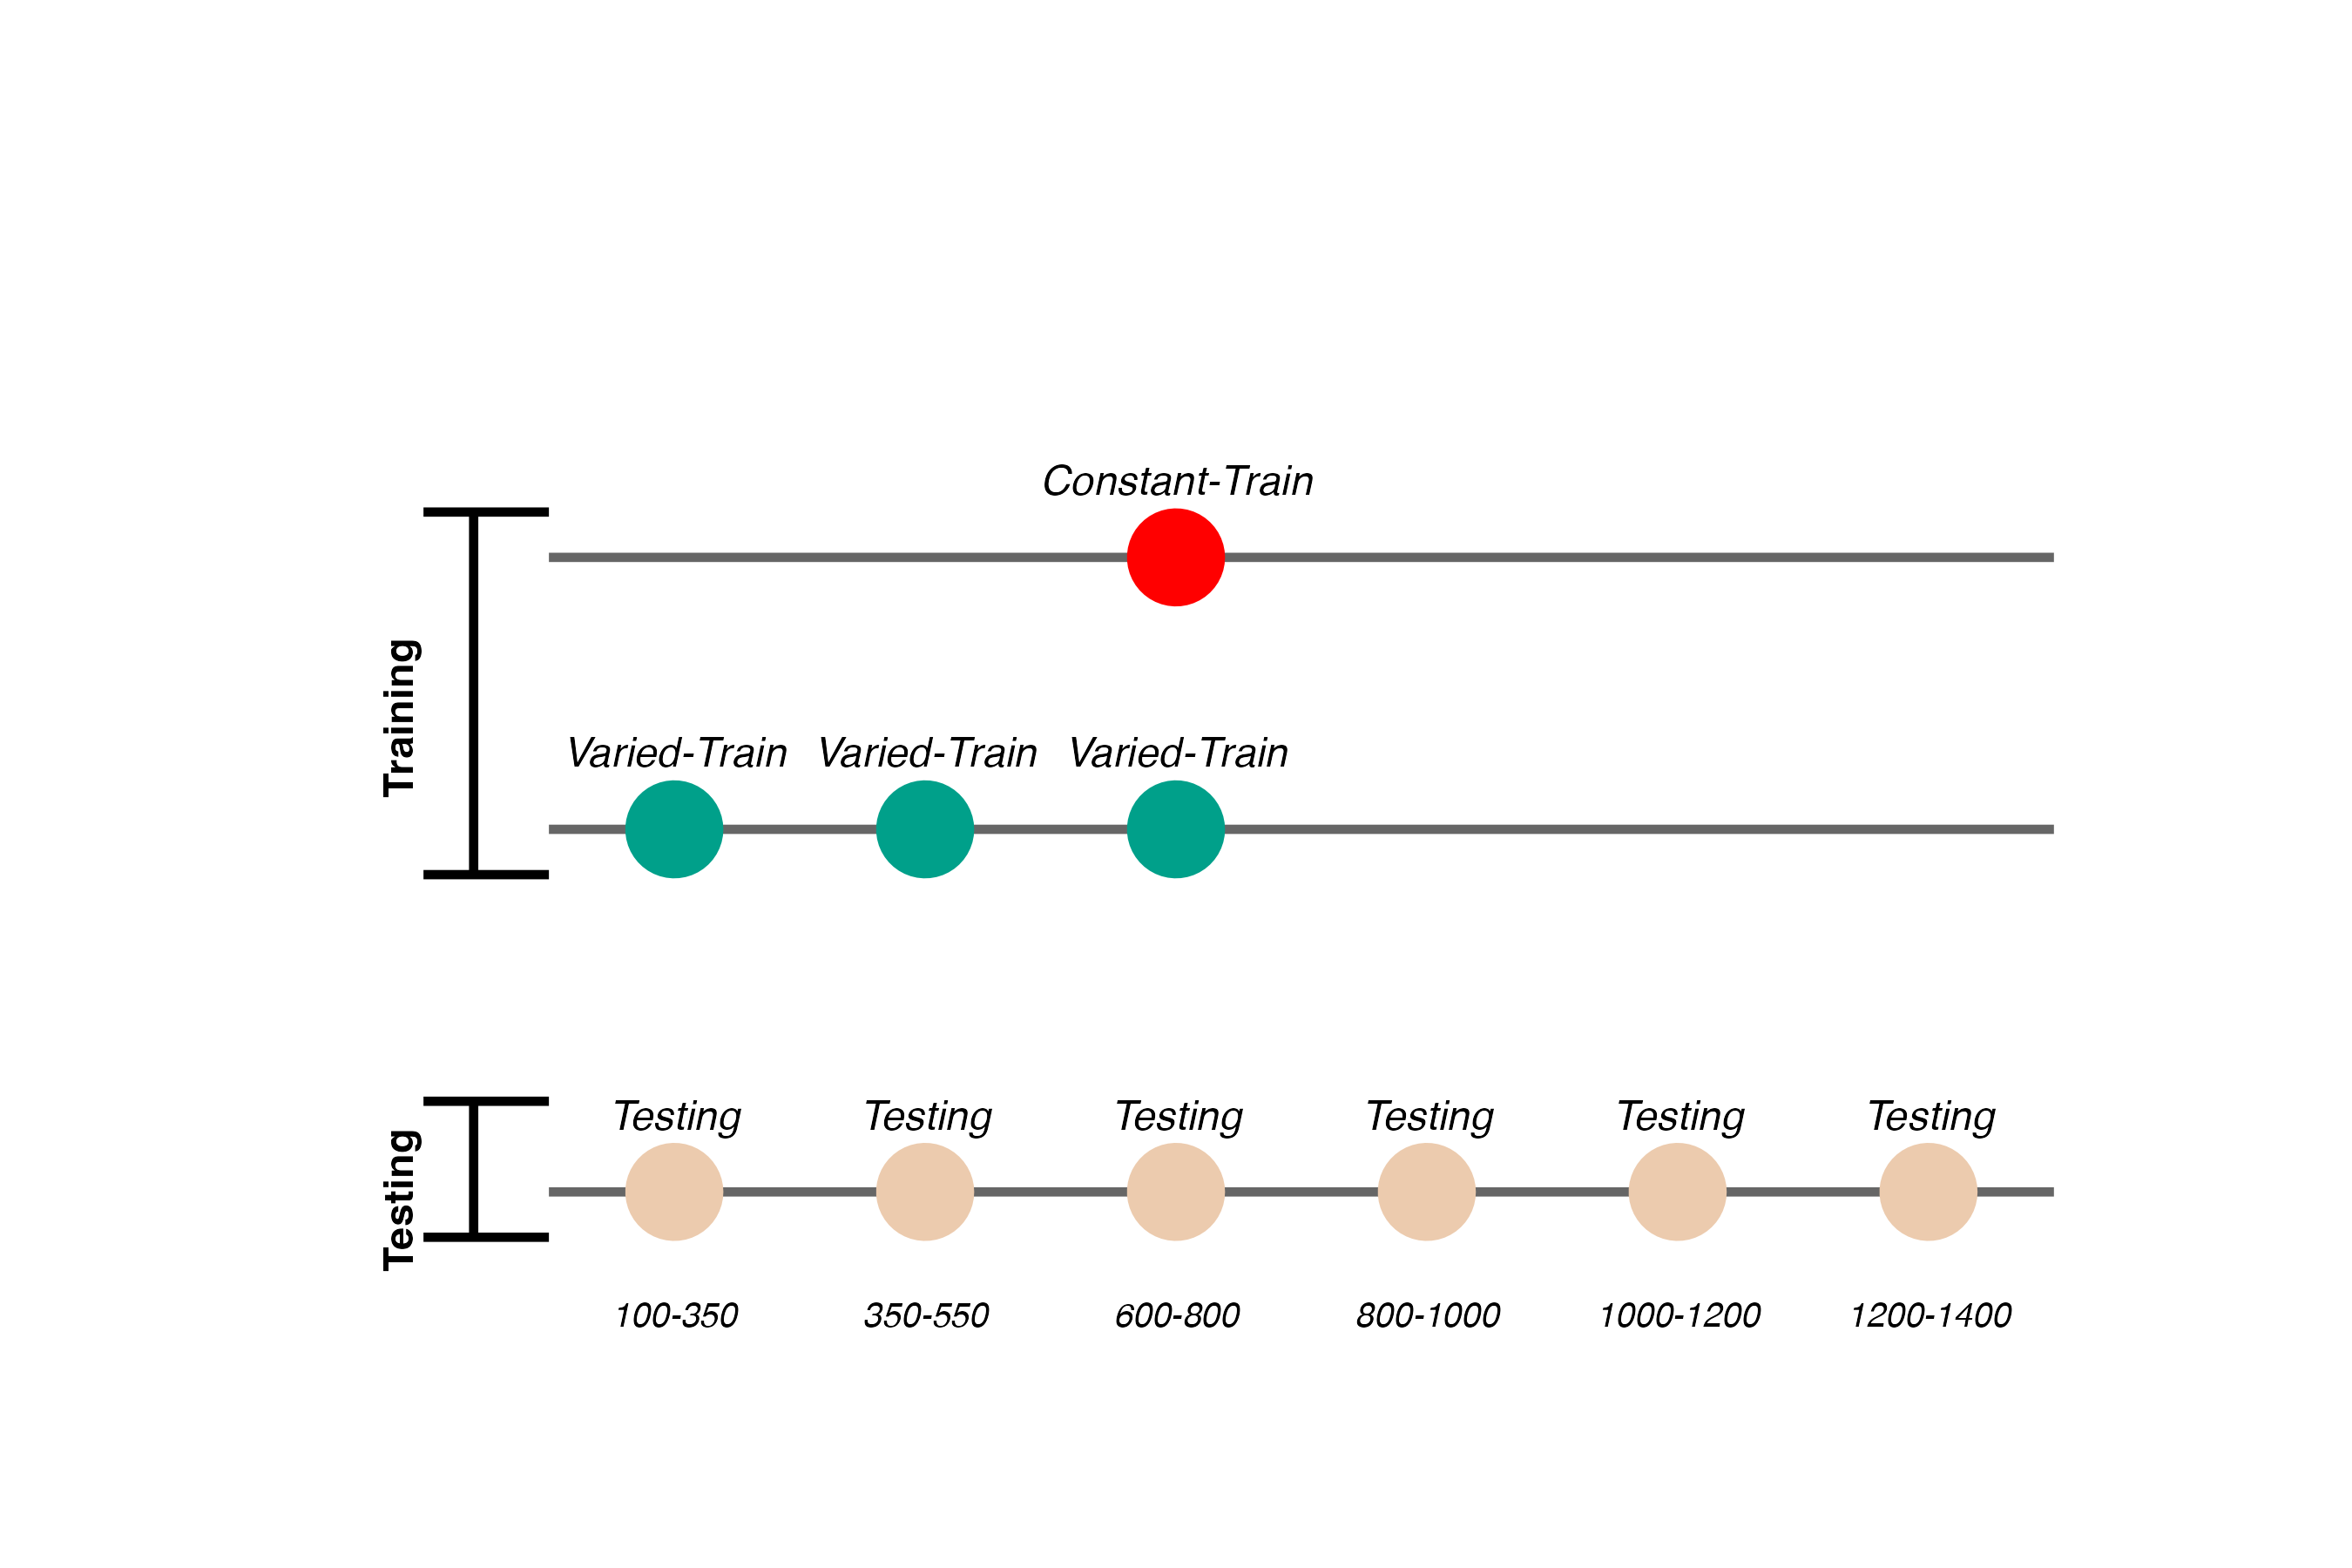 Constant-Train
Training
Varied-Train Varied-Train Varied-Train
Testing
Testing Testing Testing Testing Testing Testing
100-350 350-550 600-800 800-1000 1000-1200 1200-1400